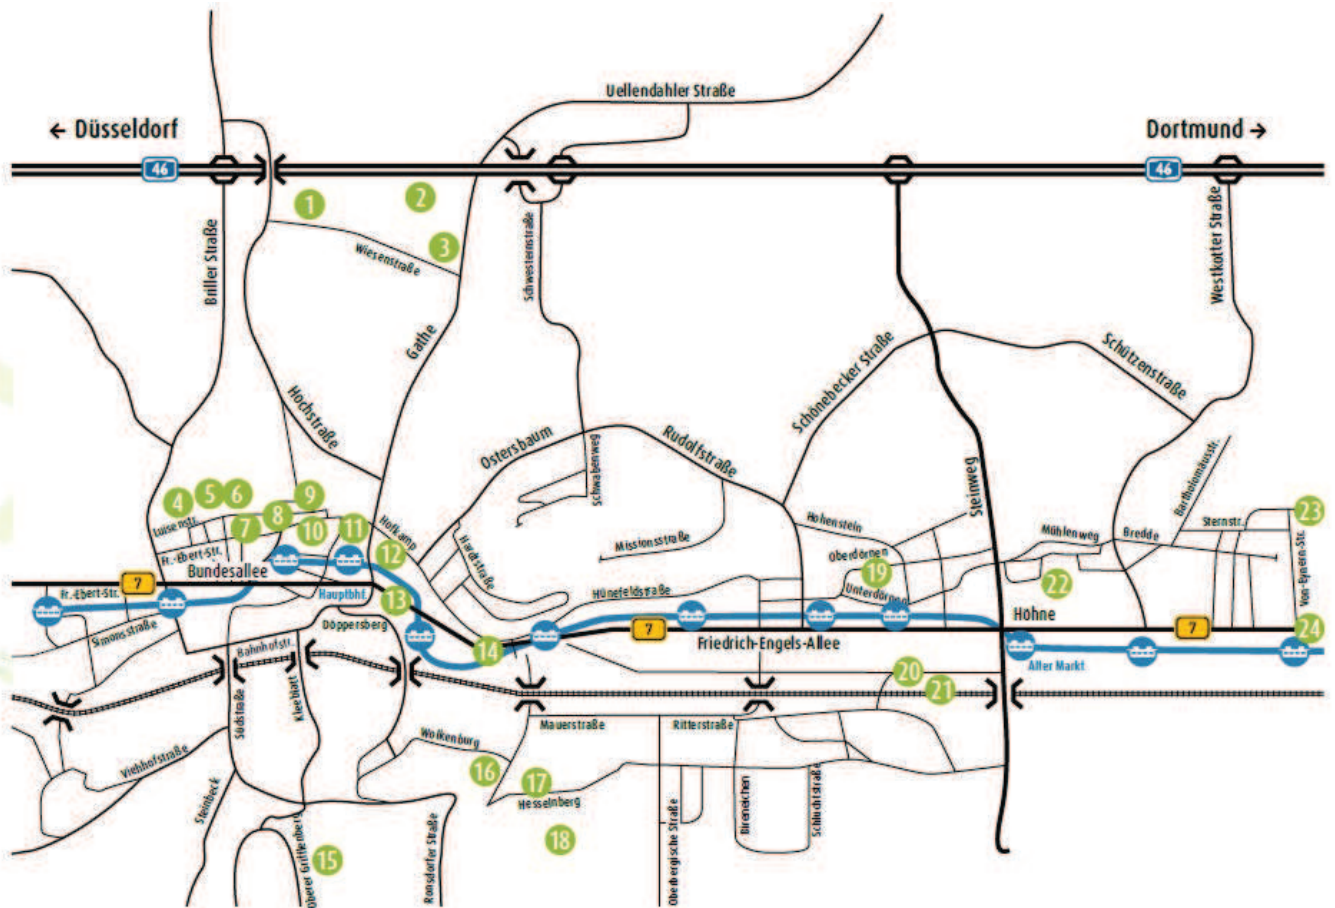 Uellendahler Straße
← Düsseldorf
Dortmund →
46
46
1
2
3
Wiesenstraße
Briller Straße
Schwesternstraße
Westkotter Straße
Gathe
Hochstraße
Schönebecker Straße
Schützenstraße
Ostersbaum
Rudolfstraße
Schwabenweg
Steinweg
Bartholomäusstr.
4
5
6
9
Luisenstr.
7
8
10
11
Hofkamp
12
Hardtstraße
Missionsstraße
Hohenstein
Oberdörnen
19
Unterdörnen
Mühlenweg
Bredde
Sternstr.
23
22
Von-Eynern-Str.
Fr.-Ebert-Str.
Bundesallee
7
Fr.-Ebert-Str.
Hauptbhf.
13
Hünefeldstraße
Höhne
Simonsstraße
Döppersberg
7
7
24
Bahnhofstr.
14
Friedrich-Engels-Allee
Alter Markt
20
21
Südstraße
Kleeblatt
Wolkenburg
Mauerstraße
Ritterstraße
Viehhofstraße
16
17
Hesselnberg
Steinbeck
Oberer Grifflenberg
15
Ronsdorfer Straße
18
Oberbergische Straße
Bireneichen
Schluchtstraße